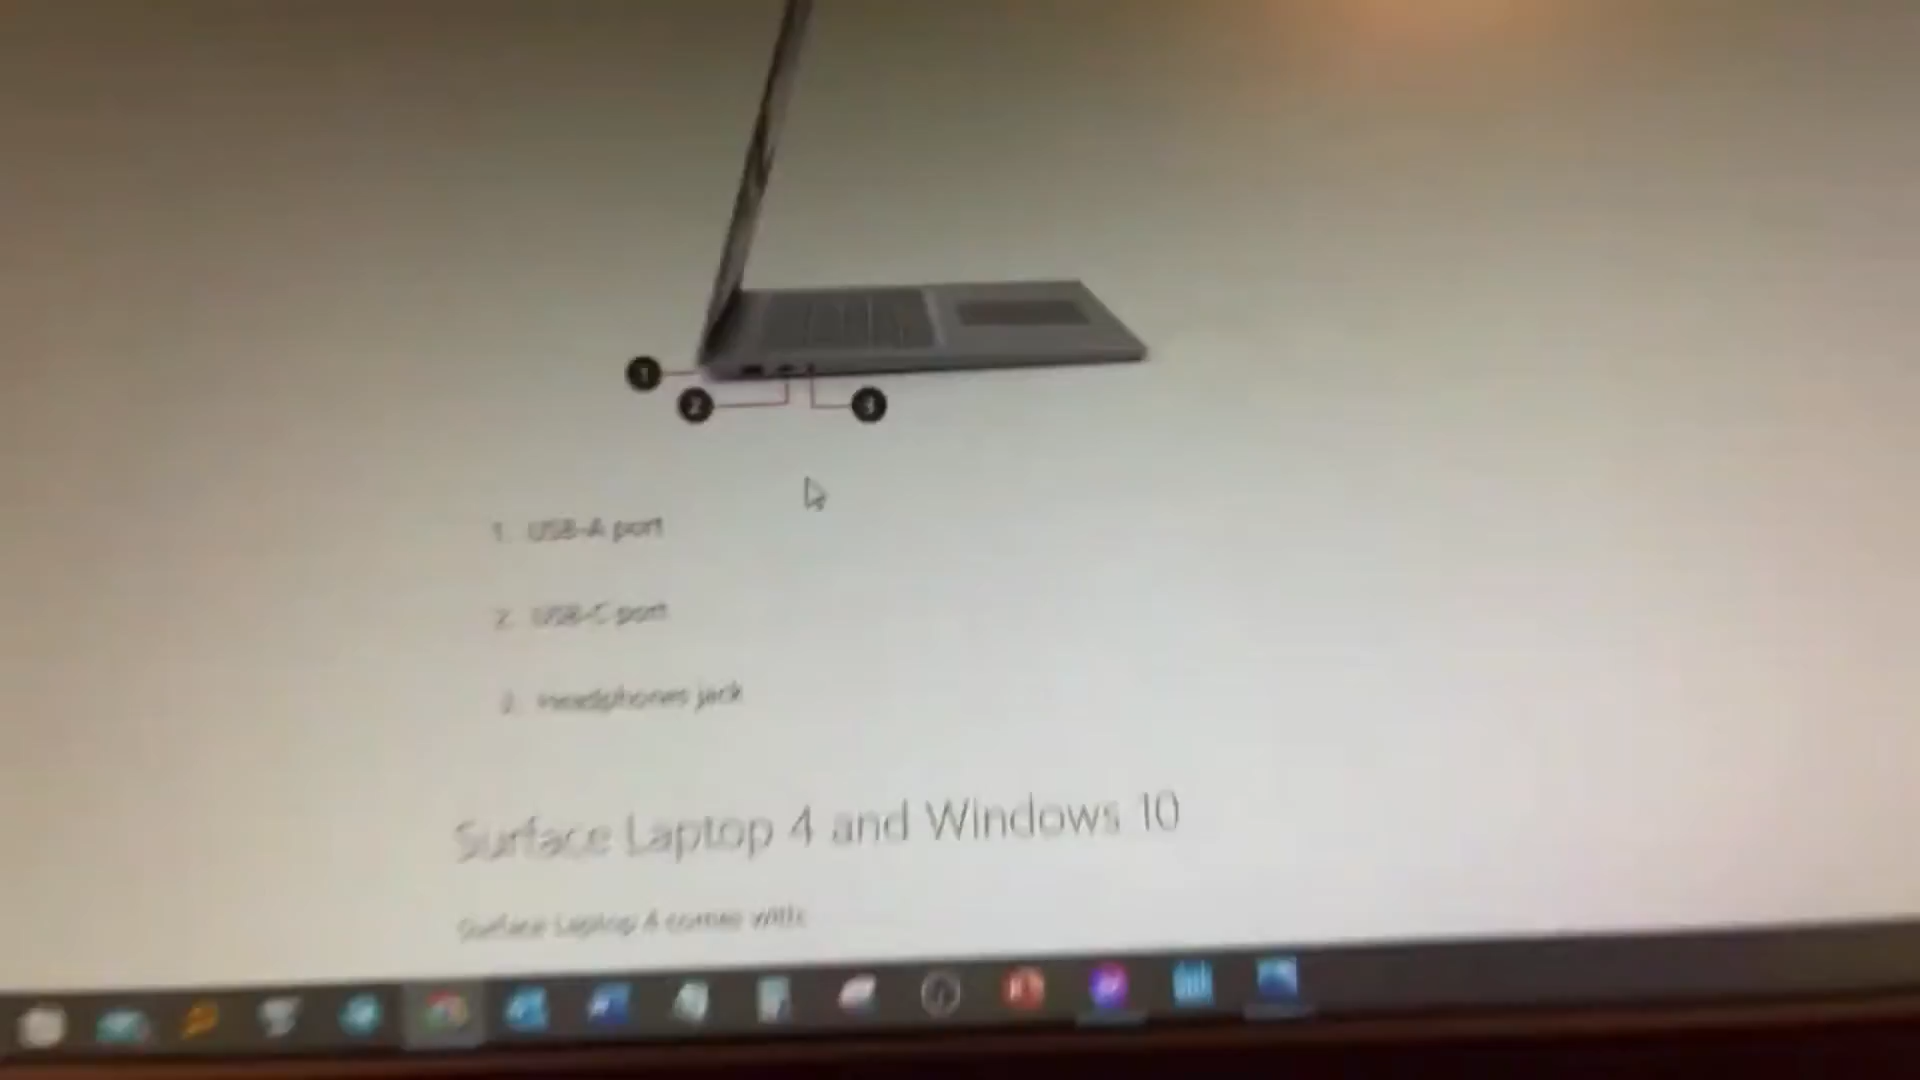 1
2
3
1. USB-A port
2. USB-C port
3. Headphones jack
Surface Laptop 4 and Windows 10
Surface Laptop 4 comes with: